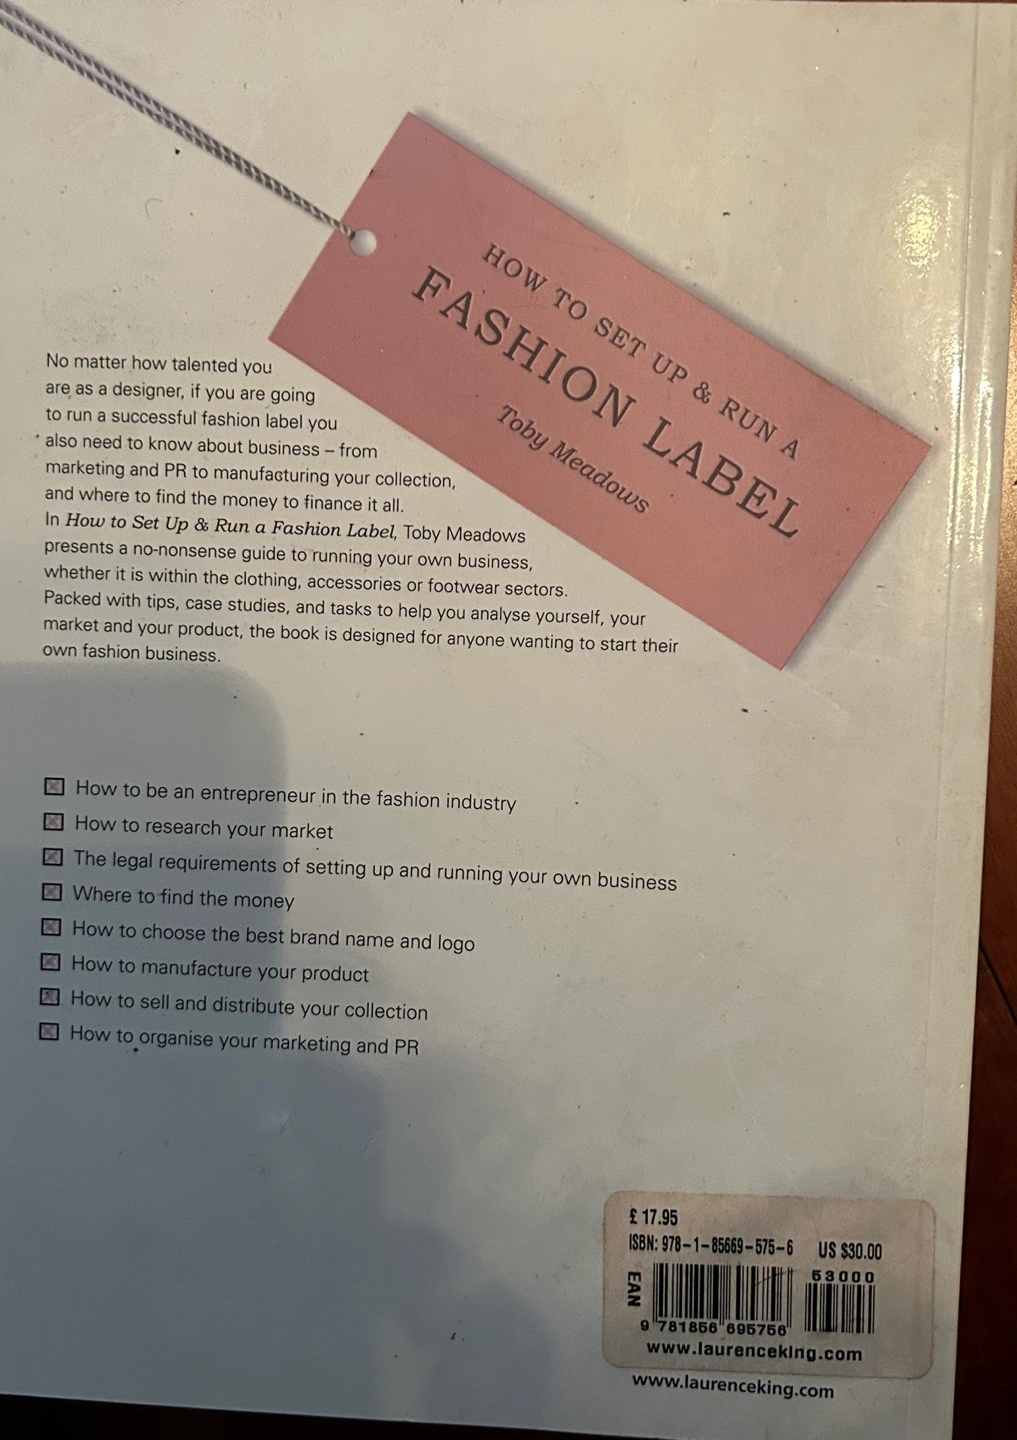 HOW TO SET UP & RUN A
FASHION LABEL
Toby Meadows
No matter how talented you
are as a designer, if you are going
to run a successful fashion label you
also need to know about business – from
marketing and PR to manufacturing your collection,
and where to find the money to finance it all.
In How to Set Up & Run a Fashion Label, Toby Meadows
presents a no-nonsense guide to running your own business,
whether it is within the clothing, accessories or footwear sectors.
Packed with tips, case studies, and tasks to help you analyse yourself, your
market and your product, the book is designed for anyone wanting to start their
own fashion business.
How to be an entrepreneur in the fashion industry
How to research your market
The legal requirements of setting up and running your own business
Where to find the money
How to choose the best brand name and logo
How to manufacture your product
How to sell and distribute your collection
How to organise your marketing and PR
£ 17.95
ISBN: 978-1-85669-575-6 US $30.00
53000
EAN
9 781856 695756
www.laurenceking.com
www.laurenceking.com